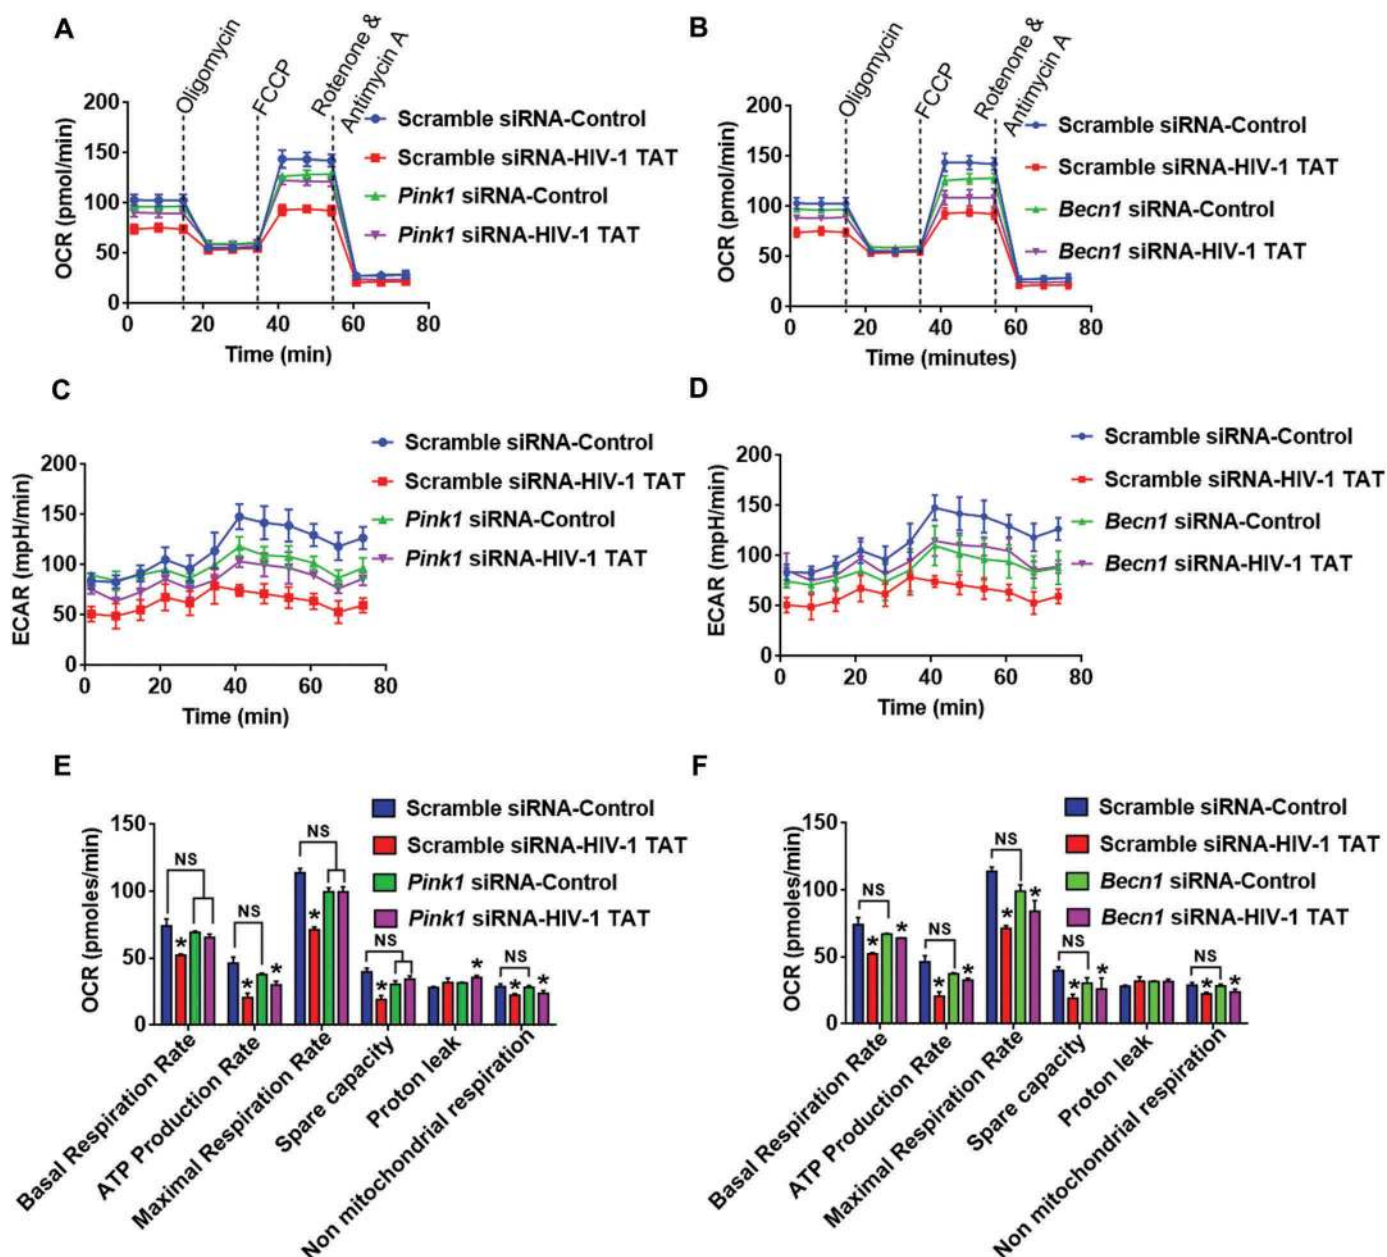 A
Oligomycin
FCCP
Rotenone &
Antimycin A
200
150
100
50
0
OCR (pmol/min)
0 20 40 60 80
Time (min)
Scramble siRNA-Control
Scramble siRNA-HIV-1 TAT
Pink1 siRNA-Control
Pink1 siRNA-HIV-1 TAT
B
Oligomycin
FCCP
Rotenone &
Antimycin A
200
150
100
50
0
OCR (pmol/min)
0 20 40 60 80
Time (minutes)
Scramble siRNA-Control
Scramble siRNA-HIV-1 TAT
Becn1 siRNA-Control
Becn1 siRNA-HIV-1 TAT
C
Scramble siRNA-Control
Scramble siRNA-HIV-1 TAT
Pink1 siRNA-Control
Pink1 siRNA-HIV-1 TAT
200
150
100
50
0
ECAR (mpH/min)
0 20 40 60 80
Time (min)
D
Scramble siRNA-Control
Scramble siRNA-HIV-1 TAT
Becn1 siRNA-Control
Becn1 siRNA-HIV-1 TAT
200
150
100
50
0
ECAR (mpH/min)
0 20 40 60 80
Time (min)
E
Scramble siRNA-Control
Scramble siRNA-HIV-1 TAT
Pink1 siRNA-Control
Pink1 siRNA-HIV-1 TAT
150
100
50
0
OCR (pmoles/min)
NS
*
NS
* *
NS
*
NS
*
*
NS
* *
Basal Respiration Rate
ATP Production Rate
Maximal Respiration Rate
Spare capacity
Proton leak
Non mitochondrial respiration
F
Scramble siRNA-Control
Scramble siRNA-HIV-1 TAT
Becn1 siRNA-Control
Becn1 siRNA-HIV-1 TAT
150
100
50
0
OCR (pmoles/min)
NS
* *
NS
* *
NS
* *
NS
* *
NS
* *
Basal Respiration Rate
ATP Production Rate
Maximal Respiration Rate
Spare capacity
Proton leak
Non mitochondrial respiration